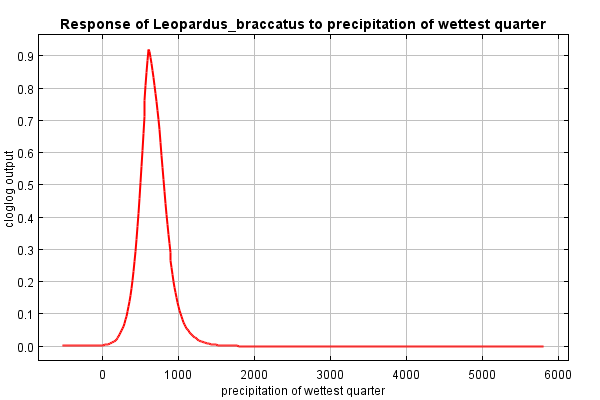 Response of Leopardus_braccatus to precipitation of wettest quarter
cloglog output
0.9
0.8
0.7
0.6
0.5
0.4
0.3
0.2
0.1
0.0
0 1000 2000 3000 4000 5000 6000
precipitation of wettest quarter